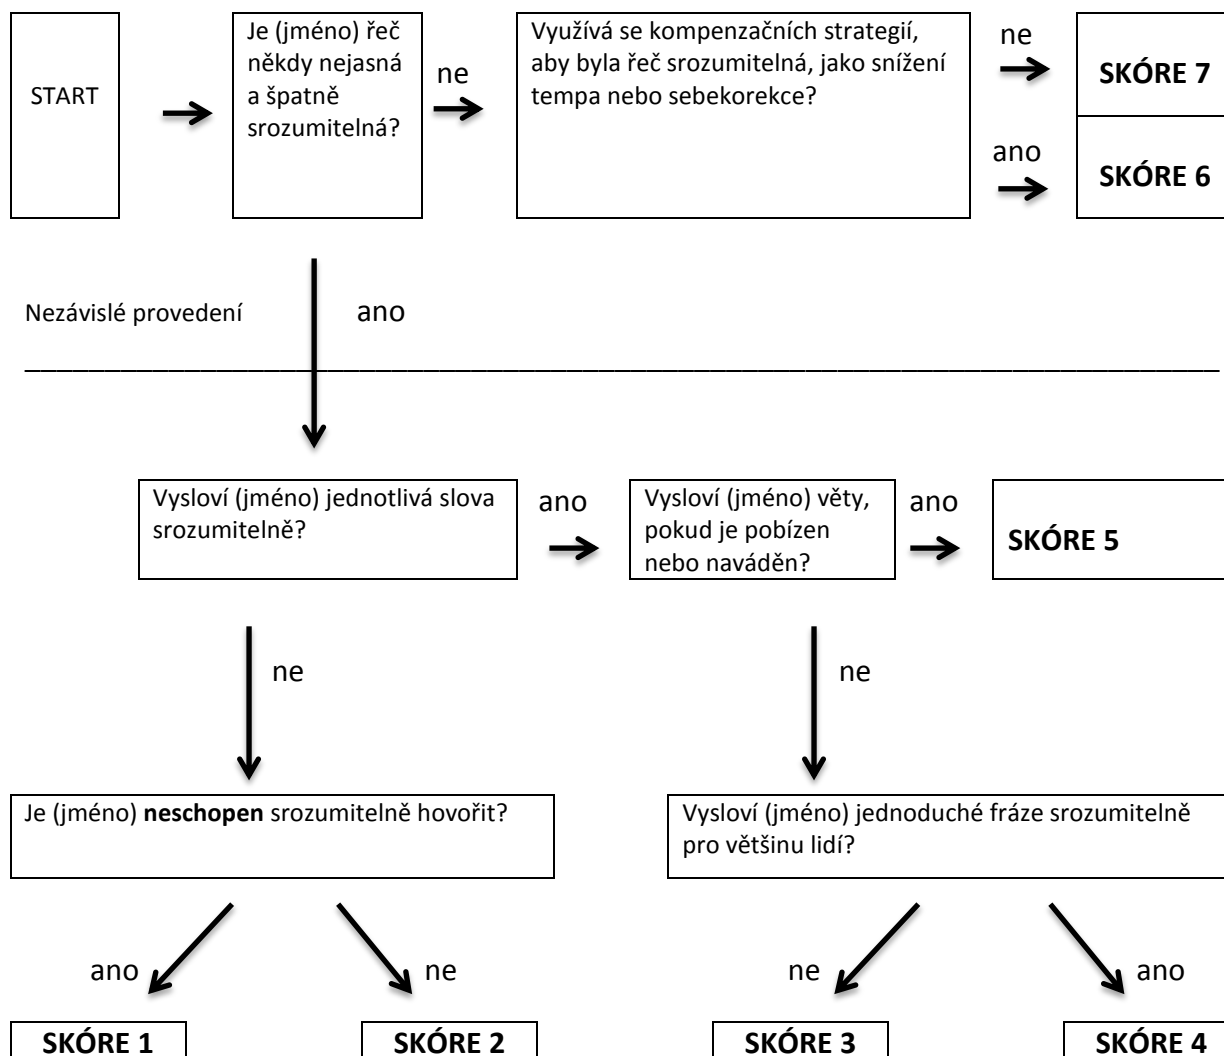 START
Je (jméno) řeč
někdy nejasná
a špatně
srozumitelná?
ne
Využívá se kompenzačních strategií,
aby byla řeč srozumitelná, jako snížení
tempa nebo sebekorekce?
ne
SKÓRE 7
ano
SKÓRE 6
Nezávislé provedení
ano
Vysloví (jméno) jednotlivá slova
srozumitelně?
ano
Vysloví (jméno) věty,
pokud je pobízen
nebo naváděn?
ano
SKÓRE 5
ne
ne
Je (jméno) neschopen srozumitelně hovořit?
Vysloví (jméno) jednoduché fráze srozumitelně
pro většinu lidí?
ano
ne
ne
ano
SKÓRE 1
SKÓRE 2
SKÓRE 3
SKÓRE 4